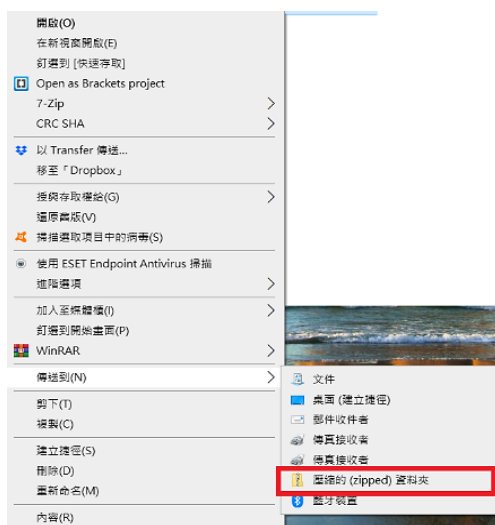 開啟(O)
在新視窗開啟(E)
釘選到 [快速存取]
Open as Brackets project
7-Zip
CRC SHA
以 Transfer 傳送...
移至「Dropbox」
授與存取權給(G)
還原舊版(V)
掃描選取項目中的病毒(S)
使用 ESET Endpoint Antivirus 掃描
進階選項
加入至媒體櫃(I)
釘選到開始畫面(P)
WinRAR
傳送到(N)
文件
桌面 (建立捷徑)
郵件收件者
傳真接收者
傳真接收者
壓縮的 (zipped) 資料夾
藍牙裝置
剪下(T)
複製(C)
建立捷徑(S)
刪除(D)
重新命名(M)
內容(R)